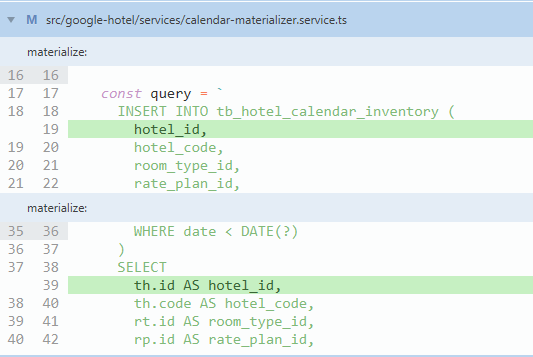 M src/google-hotel/services/calendar-materializer.service.ts
materialize:
16 16
17 17 const query = `
18 18 INSERT INTO tb_hotel_calendar_inventory (
19 hotel_id,
19 20 hotel_code,
20 21 room_type_id,
21 22 rate_plan_id,
materialize:
35 36 WHERE date < DATE(?)
36 37 )
37 38 SELECT
39 th.id AS hotel_id,
38 40 th.code AS hotel_code,
39 41 rt.id AS room_type_id,
40 42 rp.id AS rate_plan_id,